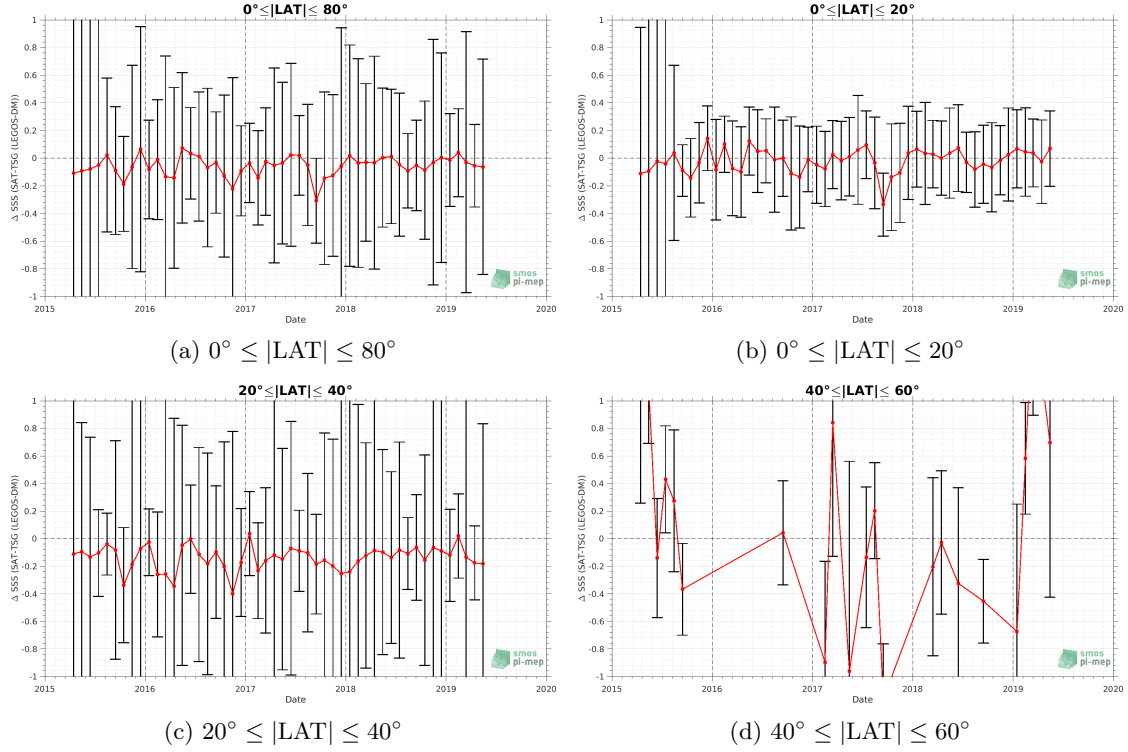 0°≤|LAT|≤ 80°
Δ SSS (SAT-TSG (LEGOS-DM))
1
0.8
0.6
0.4
0.2
0
-0.2
-0.4
-0.6
-0.8
-1
2015
2016
2017
2018
2019
2020
Date
smos
pi-mep
(a) 0° ≤ |LAT| ≤ 80°
0°≤|LAT|≤ 20°
Δ SSS (SAT-TSG (LEGOS-DM))
1
0.8
0.6
0.4
0.2
0
-0.2
-0.4
-0.6
-0.8
-1
2015
2016
2017
2018
2019
2020
Date
smos
pi-mep
(b) 0° ≤ |LAT| ≤ 20°
20°≤|LAT|≤ 40°
Δ SSS (SAT-TSG (LEGOS-DM))
1
0.8
0.6
0.4
0.2
0
-0.2
-0.4
-0.6
-0.8
-1
2015
2016
2017
2018
2019
2020
Date
smos
pi-mep
(c) 20° ≤ |LAT| ≤ 40°
40°≤|LAT|≤ 60°
Δ SSS (SAT-TSG (LEGOS-DM))
1
0.8
0.6
0.4
0.2
0
-0.2
-0.4
-0.6
-0.8
-1
2015
2016
2017
2018
2019
2020
Date
smos
pi-mep
(d) 40° ≤ |LAT| ≤ 60°